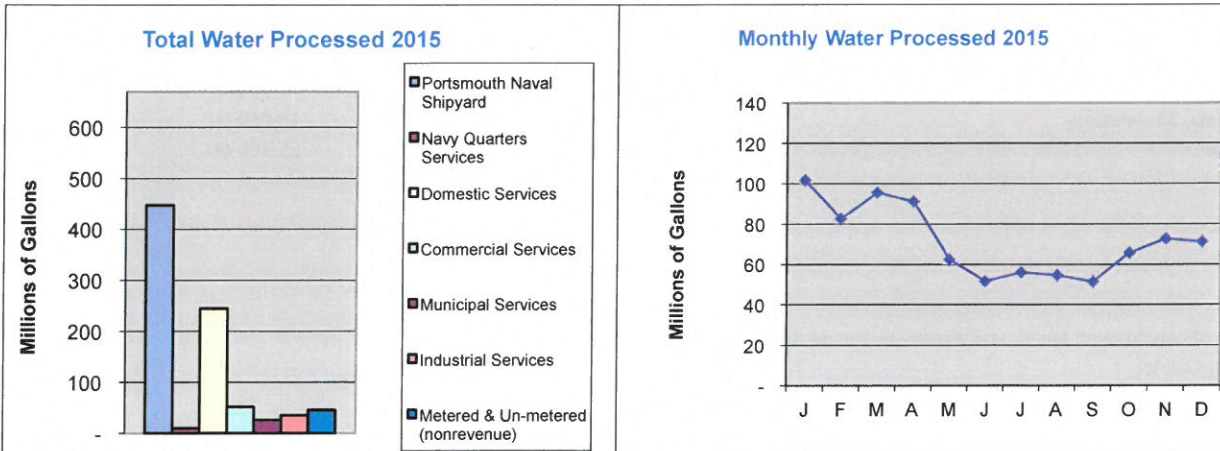 Total Water Processed 2015
Millions of Gallons
600
500
400
300
200
100
-
Portsmouth Naval
Shipyard
Navy Quarters
Services
Domestic Services
Commercial Services
Municipal Services
Industrial Services
Metered & Un-metered
(nonrevenue)
Monthly Water Processed 2015
Millions of Gallons
140
120
100
80
60
40
20
-
J F M A M J J A S O N D